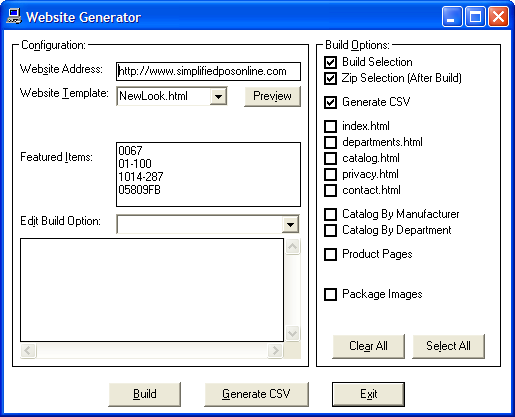 Website Generator
Configuration:
Website Address:
http://www.simplifiedposonline.com
Website Template:
NewLook.html
Preview
Featured Items:
0067
01-100
1014-287
05809FB
Edit Build Option:
Build Options:
Build Selection
Zip Selection (After Build)
Generate CSV
index.html
departments.html
catalog.html
privacy.html
contact.html
Catalog By Manufacturer
Catalog By Department
Product Pages
Package Images
Clear All
Select All
Build
Generate CSV
Exit